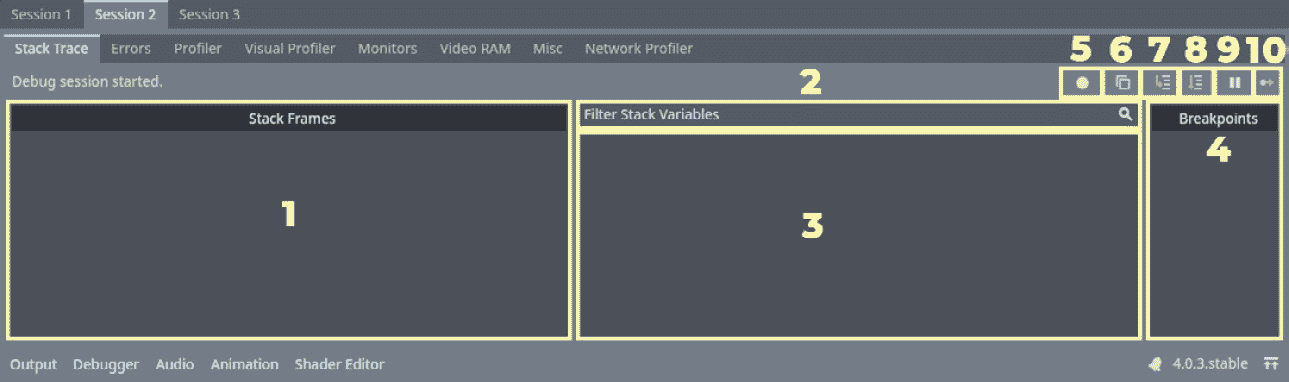 Session 1 Session 2 Session 3
Stack Trace Errors Profiler Visual Profiler Monitors Video RAM Misc Network Profiler
5 6 7 8 9 10
Debug session started.
2
Stack Frames
Filter Stack Variables
Breakpoints
1
3
4
Output Debugger Audio Animation Shader Editor 4.0.3.stable